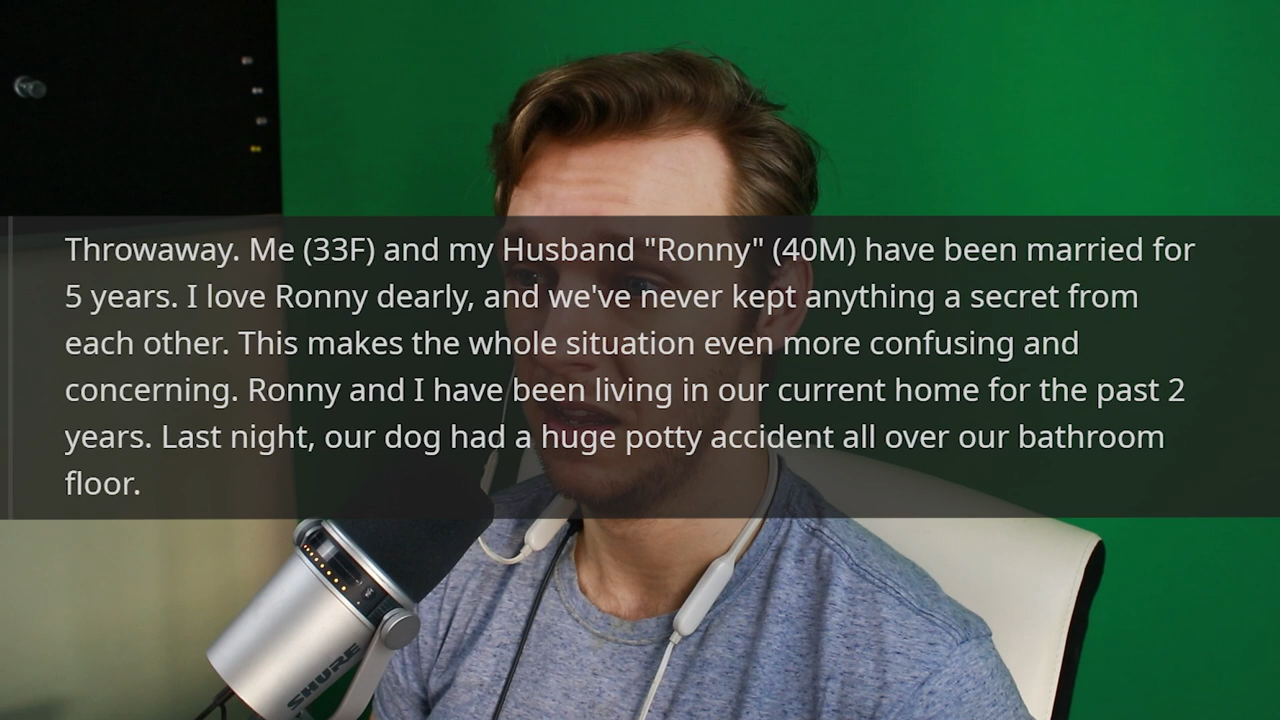 Throwaway. Me (33F) and my Husband "Ronny" (40M) have been married for
5 years. I love Ronny dearly, and we've never kept anything a secret from
each other. This makes the whole situation even more confusing and
concerning. Ronny and I have been living in our current home for the past 2
years. Last night, our dog had a huge potty accident all over our bathroom
floor.
SHURE